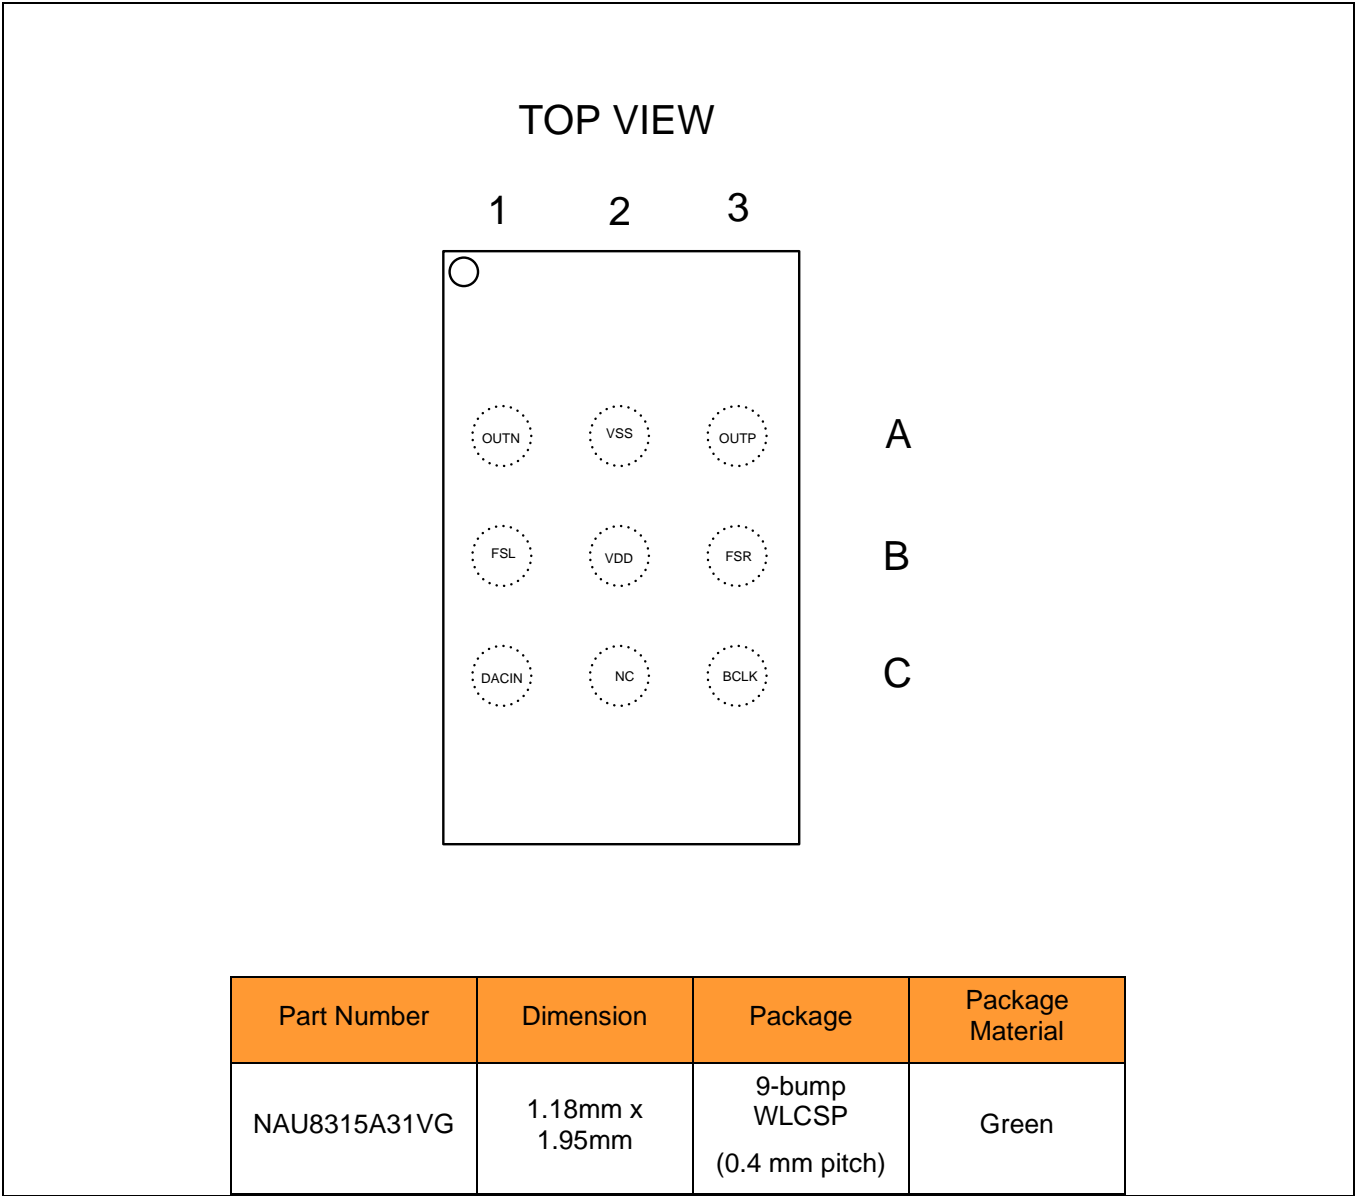 TOP VIEW
1 2 3
OUTN VSS OUTP A
FSL VDD FSR B
DACIN NC BCLK C
Part Number Dimension Package Package
Material
NAU8315A31VG 1.18mm x
1.95mm 9-bump
WLCSP
(0.4 mm pitch) Green